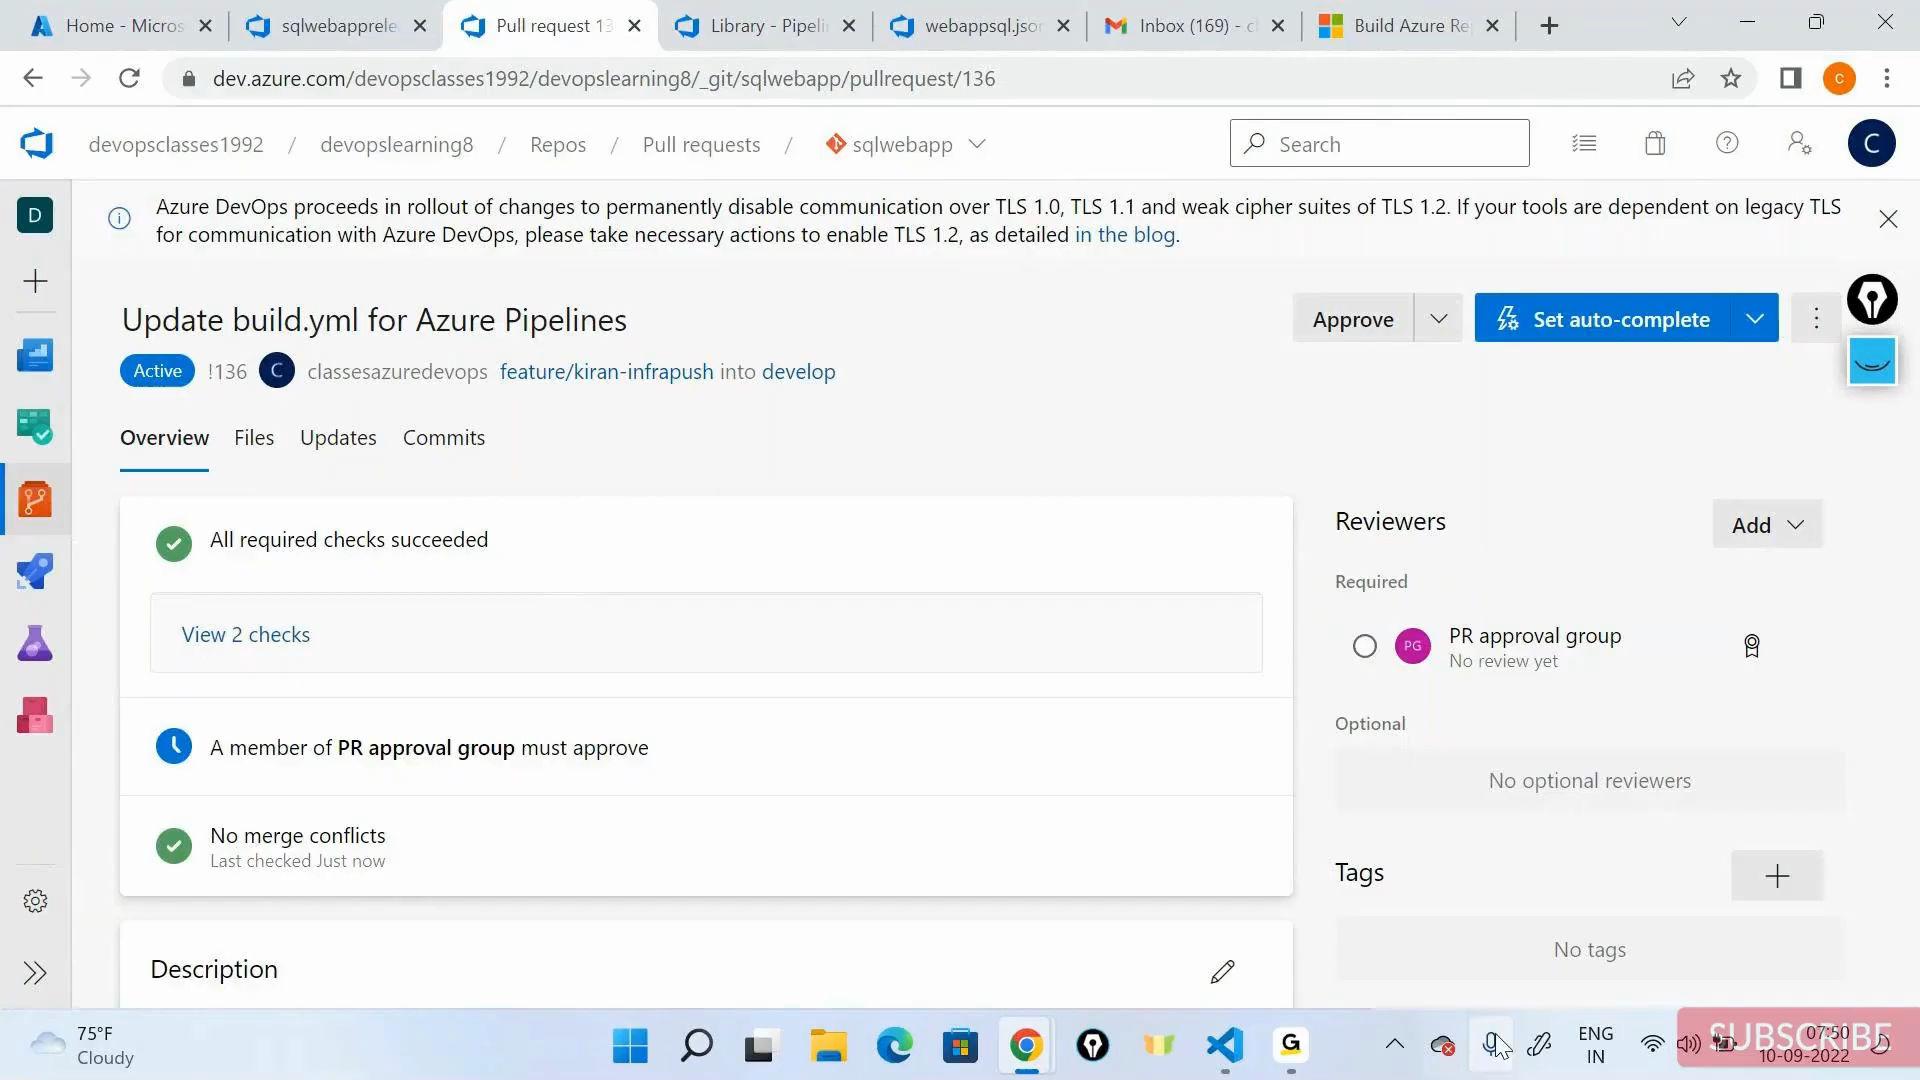 Home - Micros
sqlwebapprele
Pull request 13
Library - Pipelin
webappsql.json
Inbox (169) - cl
Build Azure Re
dev.azure.com/devopsclasses1992/devopslearning8/_git/sqlwebapp/pullrequest/136
c
devopsclasses1992 / devopslearning8 / Repos / Pull requests / sqlwebapp
Search
C
D
Azure DevOps proceeds in rollout of changes to permanently disable communication over TLS 1.0, TLS 1.1 and weak cipher suites of TLS 1.2. If your tools are dependent on legacy TLS
for communication with Azure DevOps, please take necessary actions to enable TLS 1.2, as detailed in the blog.
Update build.yml for Azure Pipelines
Approve
Set auto-complete
Active !136 C classesazuredevops feature/kiran-infrapush into develop
Overview Files Updates Commits
All required checks succeeded
View 2 checks
A member of PR approval group must approve
No merge conflicts
Last checked Just now
Description
Reviewers
Add
Required
PG
PR approval group
No review yet
Optional
No optional reviewers
Tags
No tags
75°F
Cloudy
G
ENG
IN
07:50
10-09-2022
SUBSCRIBE